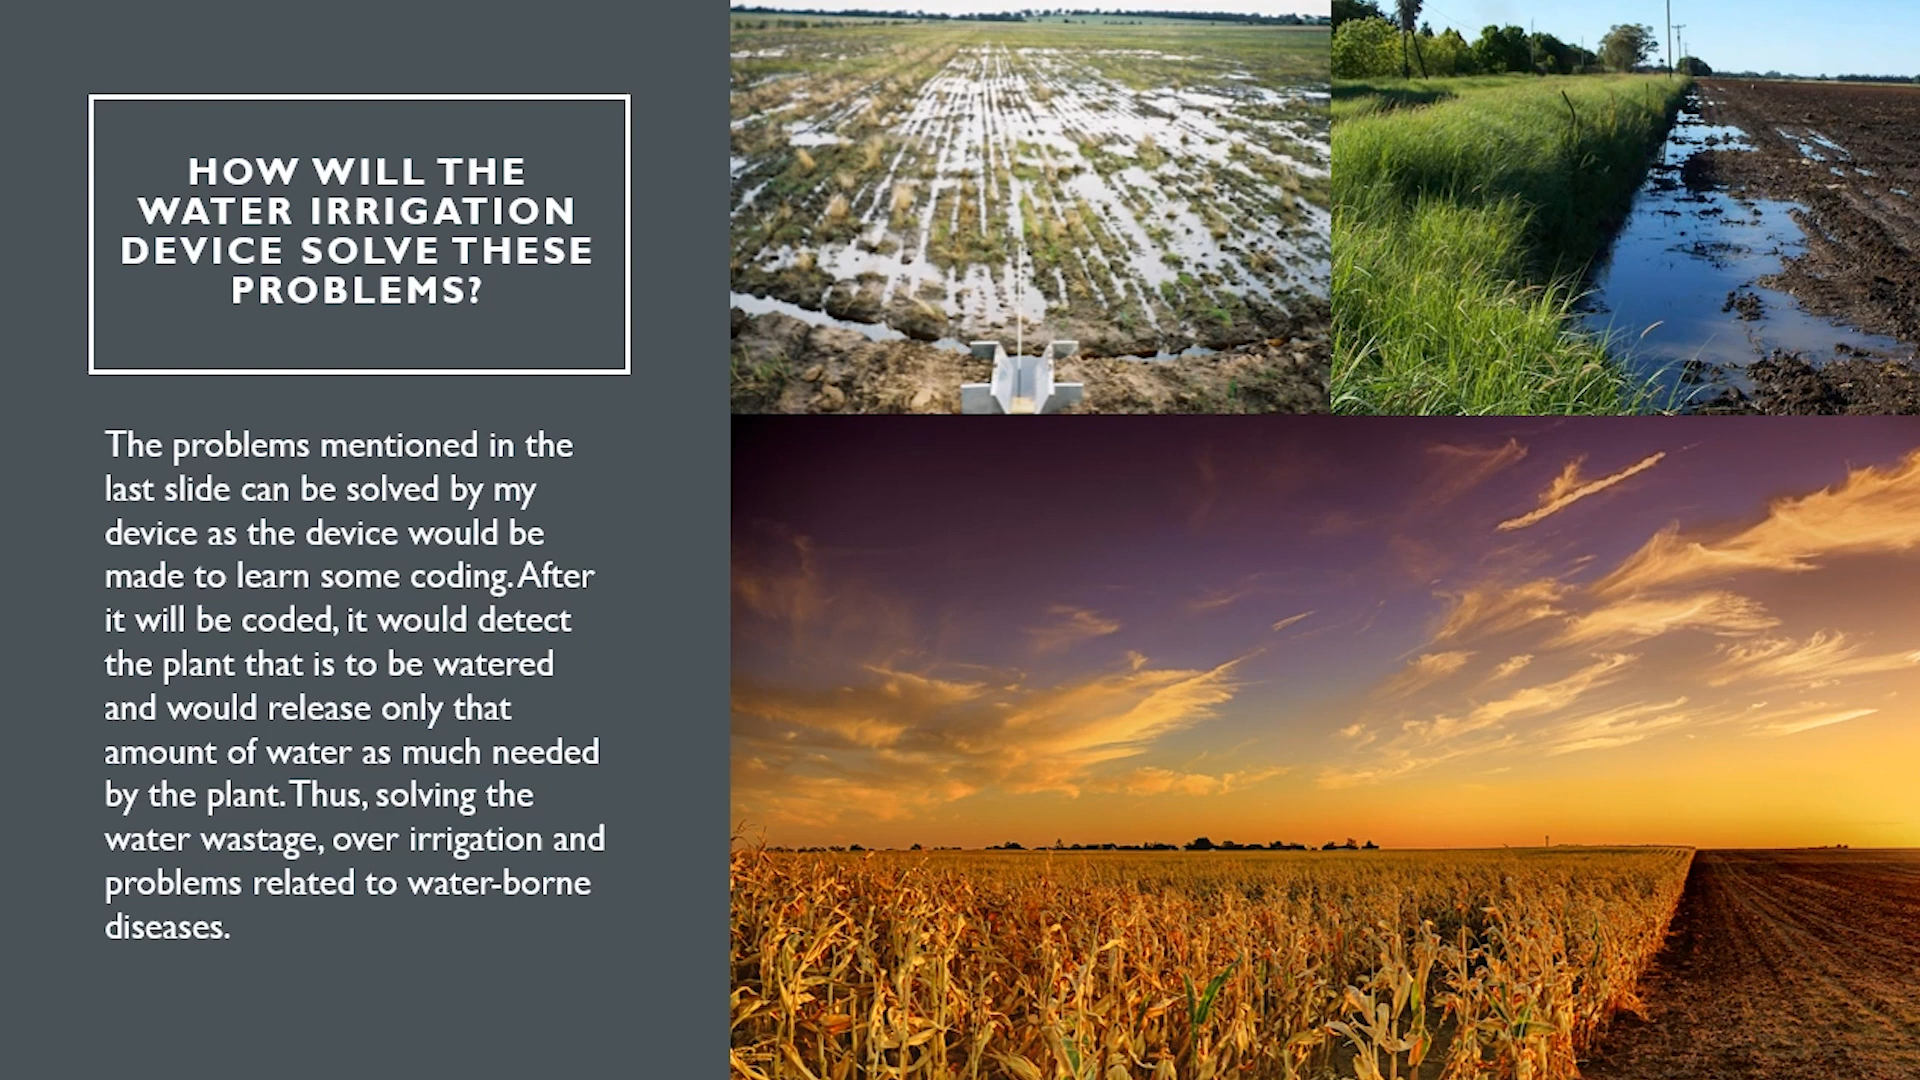 HOW WILL THE
WATER IRRIGATION
DEVICE SOLVE THESE
PROBLEMS?
The problems mentioned in the
last slide can be solved by my
device as the device would be
made to learn some coding. After
it will be coded, it would detect
the plant that is to be watered
and would release only that
amount of water as much needed
by the plant. Thus, solving the
water wastage, over irrigation and
problems related to water-borne
diseases.